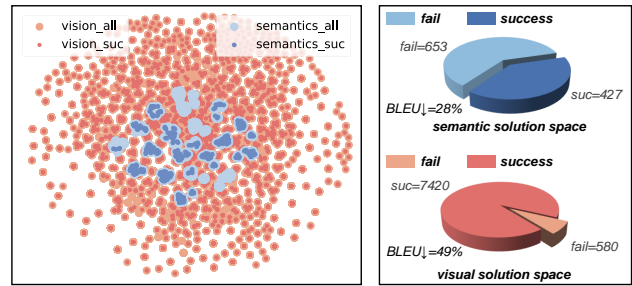 vision_all
vision_suc
semantics_all
semantics_suc
fail success
fail=653
suc=427
BLEU↓=28%
semantic solution space
fail success
suc=7420
BLEU↓=49%
fail=580
visual solution space